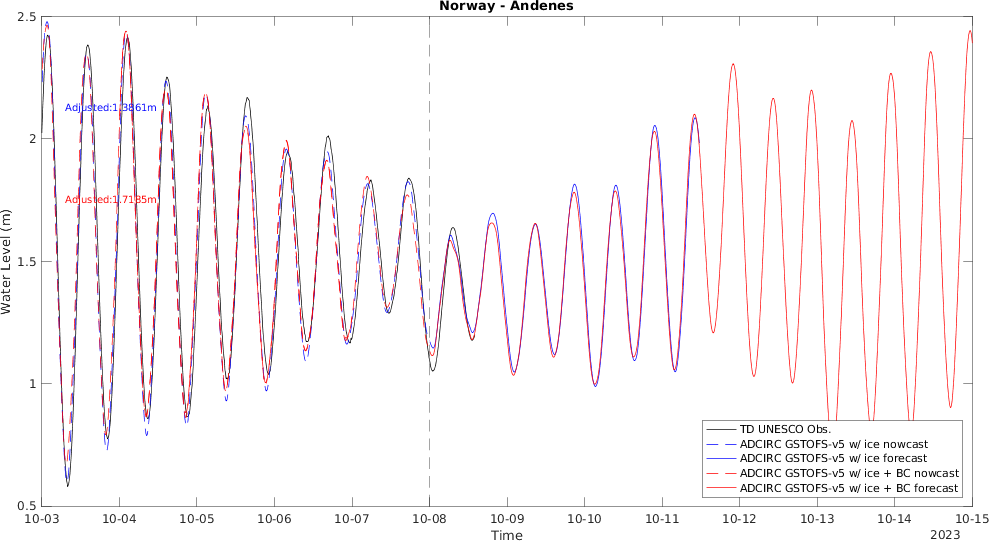 Norway - Andenes
2.5
2
1.5
1
0.5
Water Level (m)
Adjusted:1.3861m
Adjusted:1.7135m
TD UNESCO Obs.
ADCIRC GSTOFS-v5 w/ ice nowcast
ADCIRC GSTOFS-v5 w/ ice forecast
ADCIRC GSTOFS-v5 w/ ice + BC nowcast
ADCIRC GSTOFS-v5 w/ ice + BC forecast
10-03 10-04 10-05 10-06 10-07 10-08 10-09 10-10 10-11 10-12 10-13 10-14 10-15
Time
2023